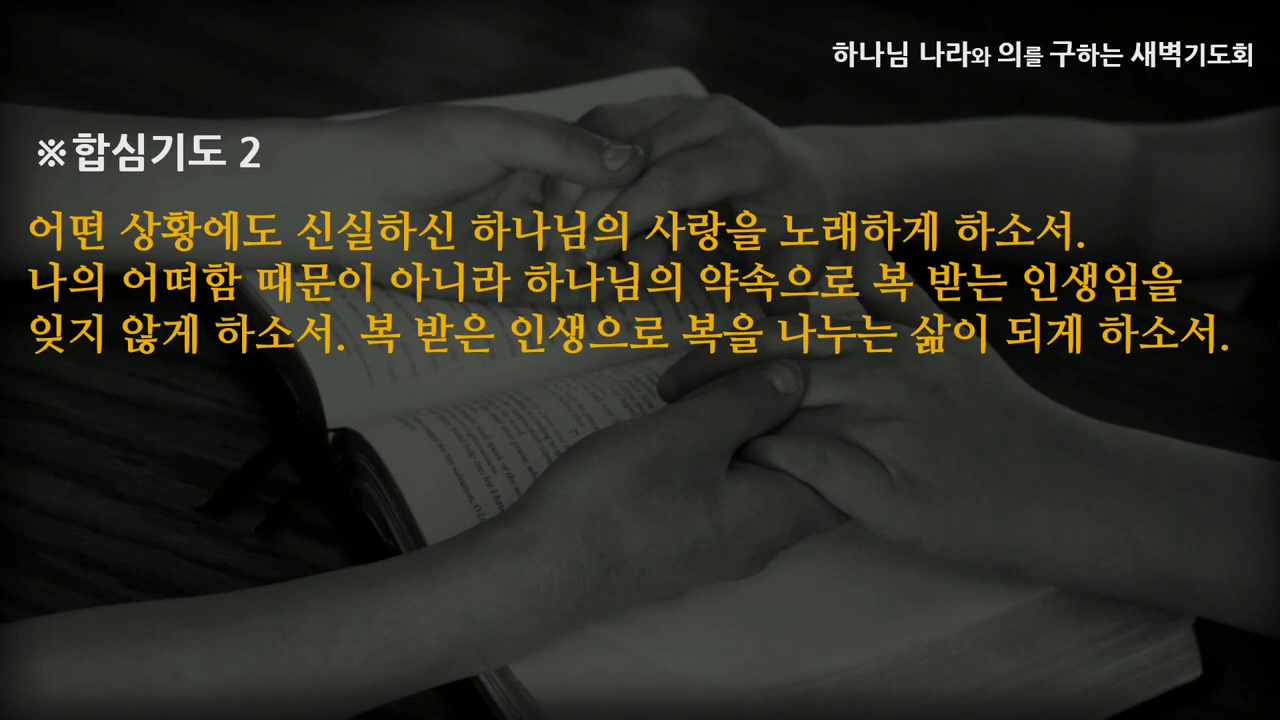 하나님 나라와 의를 구하는 새벽기도회
※합심기도 2
어떤 상황에도 신실하신 하나님의 사랑을 노래하게 하소서.
나의 어떠함 때문이 아니라 하나님의 약속으로 복 받는 인생임을
잊지 않게 하소서. 복 받은 인생으로 복을 나누는 삶이 되게 하소서.